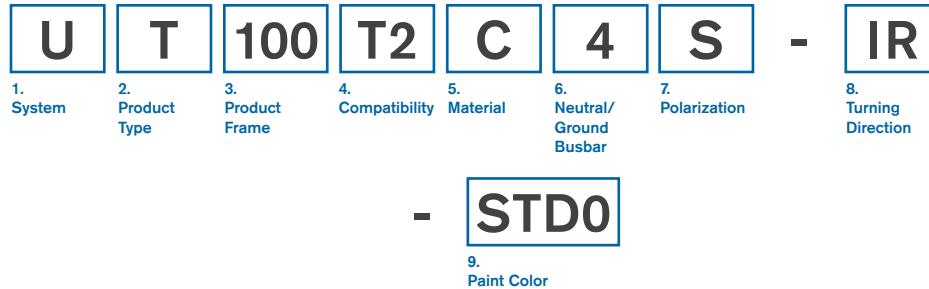 U T 100 T2 C 4 S - IR
1. System
2. Product Type
3. Product Frame
4. Compatibility
5. Material
6. Neutral/ Ground Busbar
7. Polarization
8. Turning Direction
- STD0
9. Paint Color